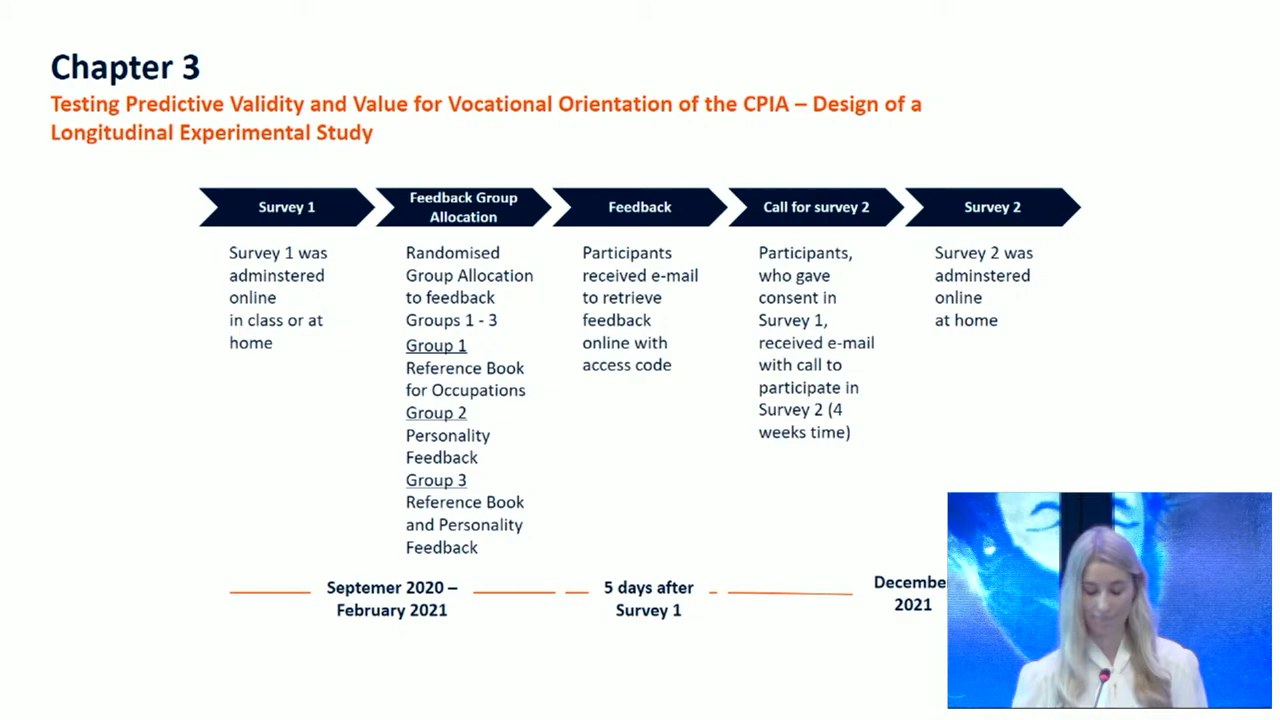 Chapter 3
Testing Predictive Validity and Value for Vocational Orientation of the CPIA – Design of a
Longitudinal Experimental Study
Survey 1
Survey 1 was
adminstered
online
in class or at
home
Feedback Group
Allocation
Randomised
Group Allocation
to feedback
Groups 1 - 3
Group 1
Reference Book
for Occupations
Group 2
Personality
Feedback
Group 3
Reference Book
and Personality
Feedback
Feedback
Participants
received e-mail
to retrieve
feedback
online with
access code
Call for survey 2
Participants,
who gave
consent in
Survey 1,
received e-mail
with call to
participate in
Survey 2 (4
weeks time)
Survey 2
Survey 2 was
adminstered
online
at home
Septemer 2020 –
February 2021
5 days after
Survey 1
2021